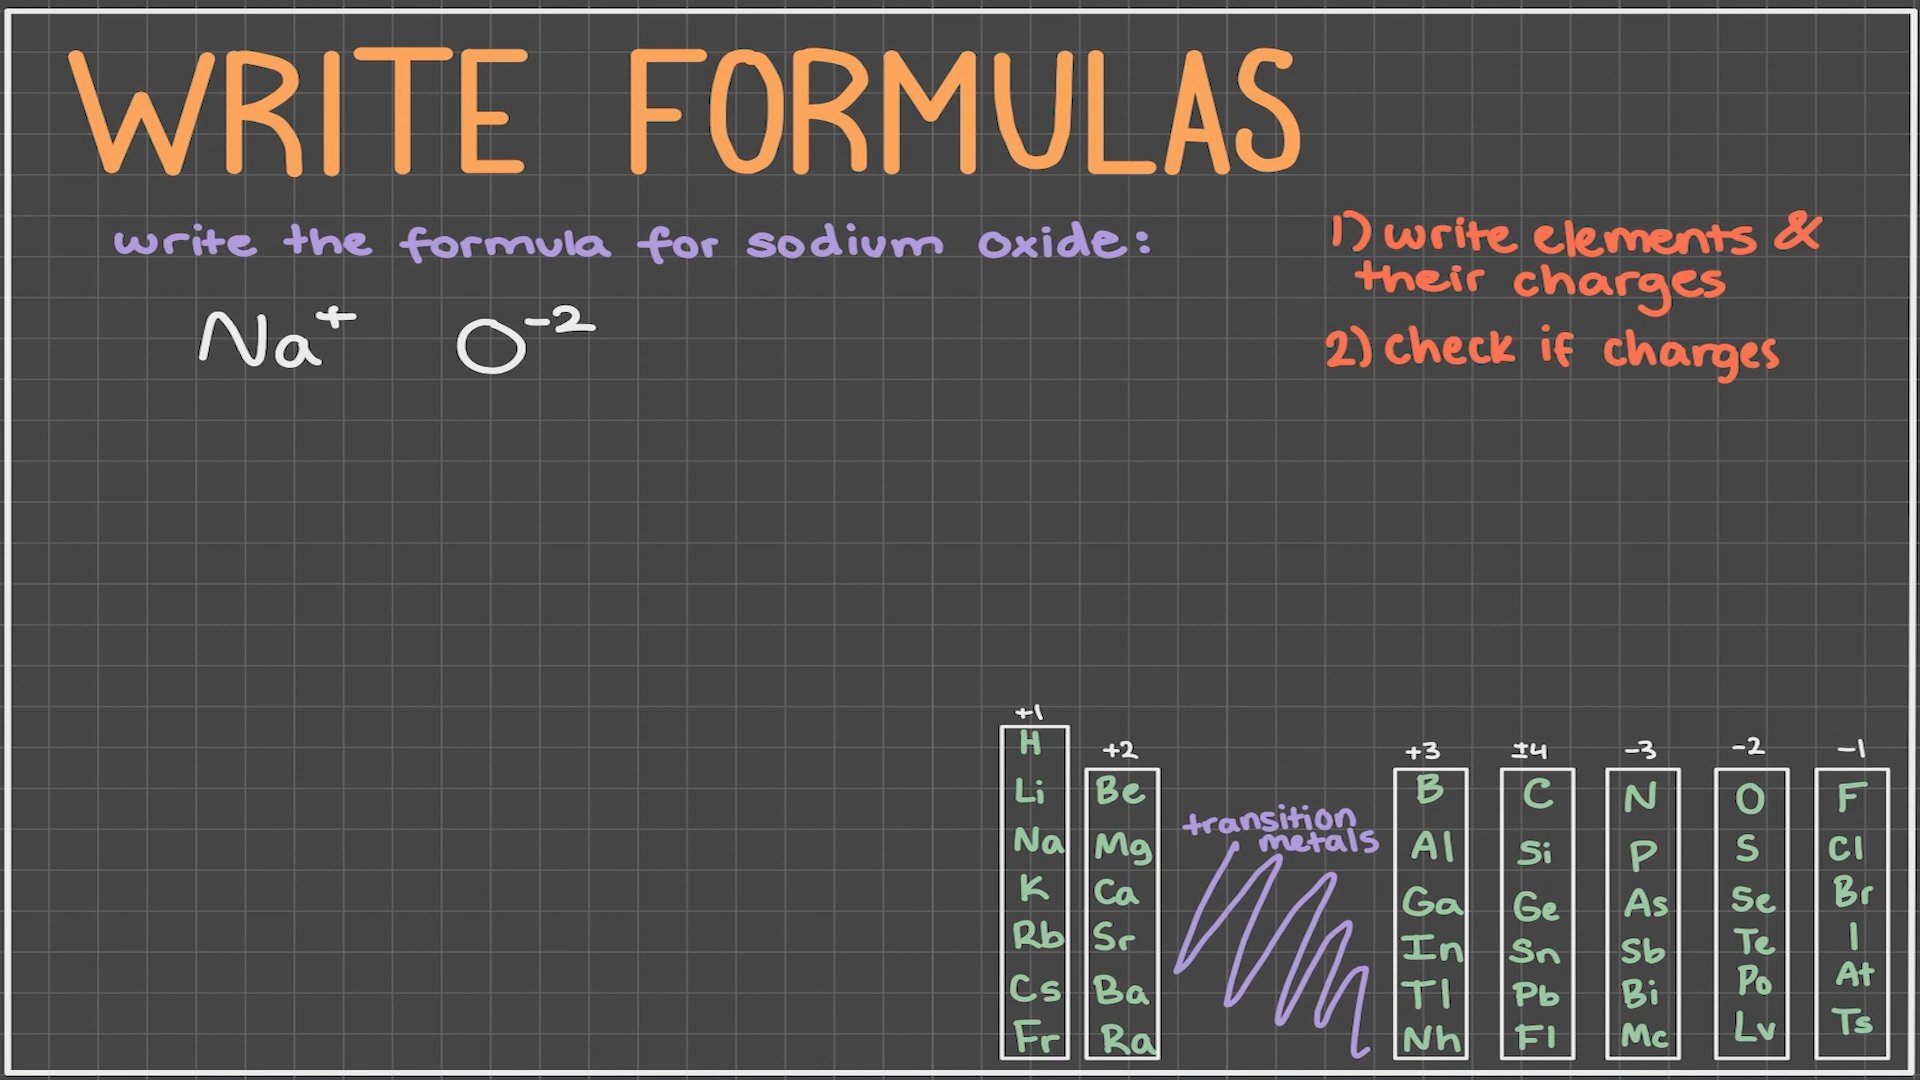 WRITE FORMULAS
write the formula for sodium oxide:
Na⁺ O⁻²
1) write elements &
their charges
2) check if charges
+1
H
Li
Na
K
Rb
Cs
Fr
+2
Be
Mg
Ca
Sr
Ba
Ra
transition
metals
+3
B
Al
Ga
In
Tl
Nh
±4
C
Si
Ge
Sn
Pb
Fl
-3
N
P
As
Sb
Bi
Mc
-2
O
S
Se
Te
Po
Lv
-1
F
Cl
Br
I
At
Ts